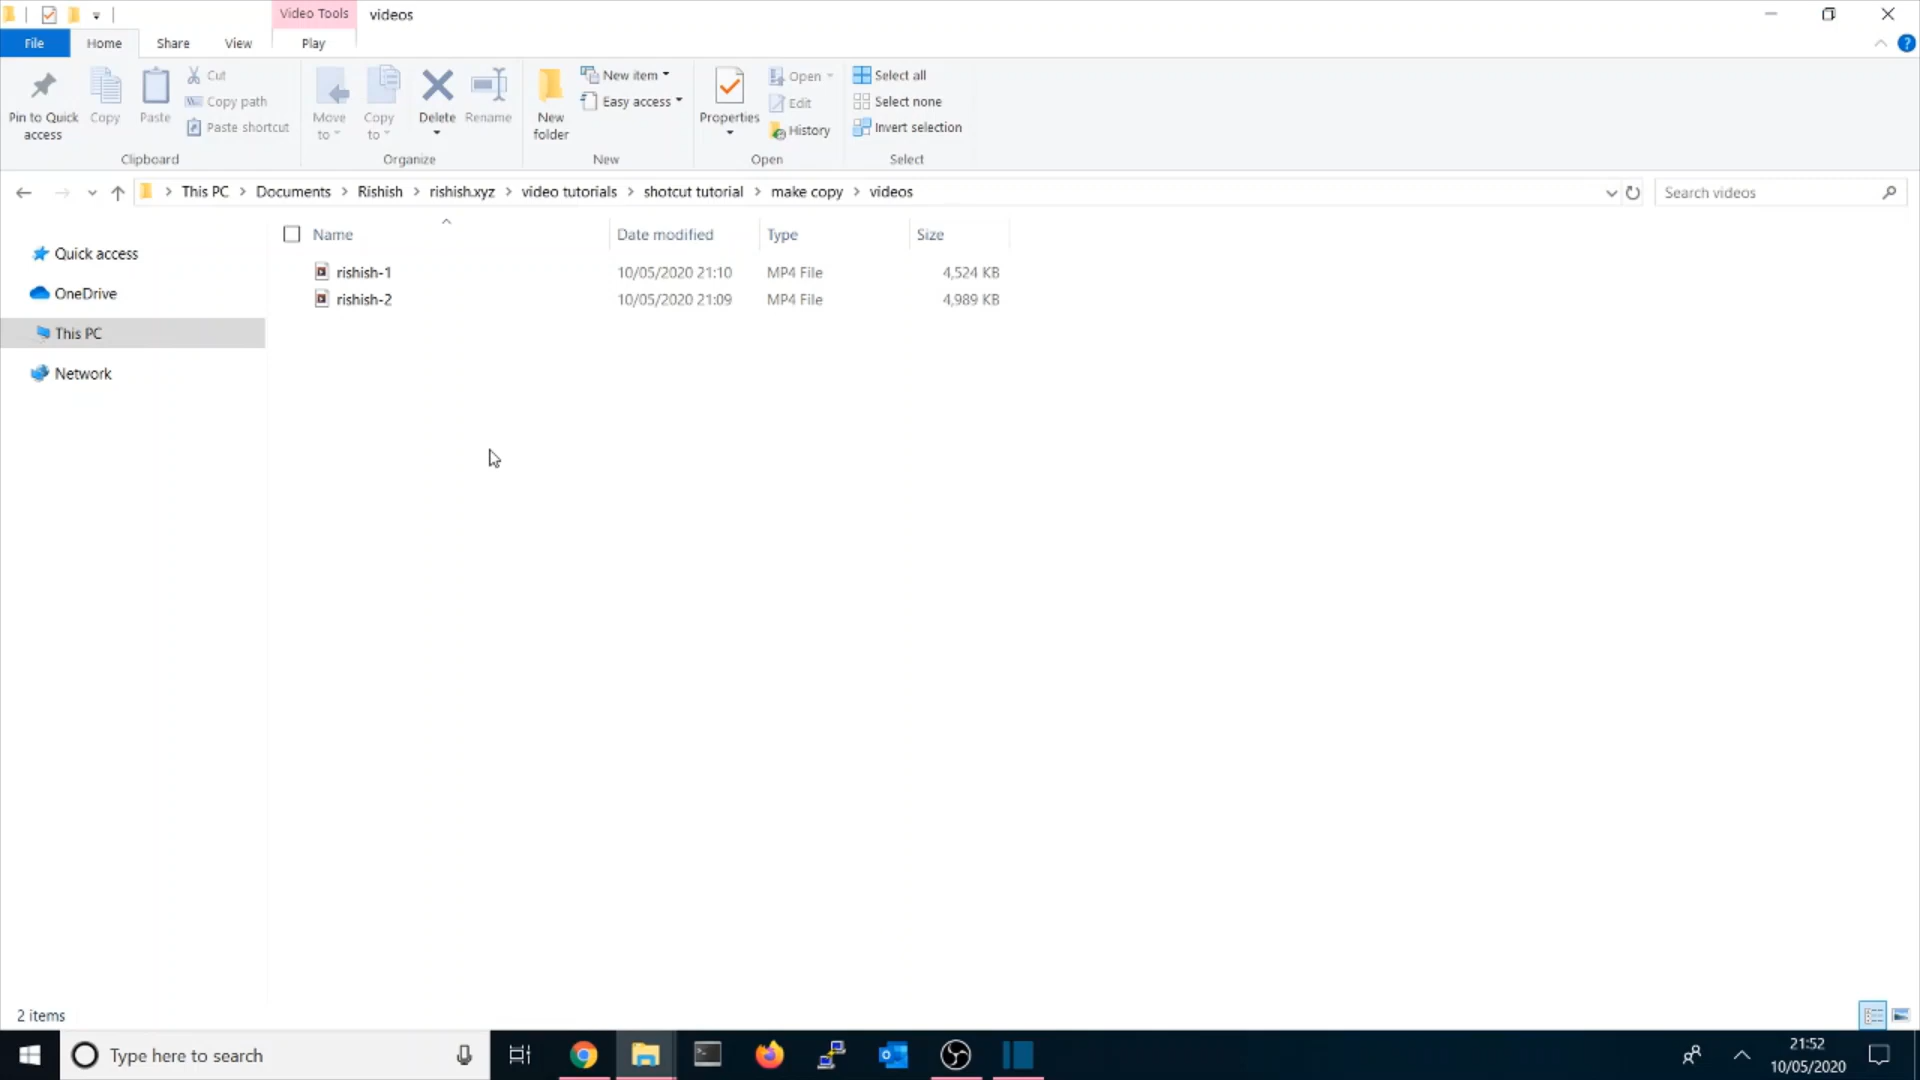 Video Tools videos
File Home Share View Play
Pin to Quick access
Copy
Paste
Cut
Copy path
Paste shortcut
Clipboard
Move to
Copy to
Delete
Rename
Organize
New folder
New item
Easy access
New
Properties
Open
Edit
History
Open
Select all
Select none
Invert selection
Select
This PC > Documents > Rishish > rishish.xyz > video tutorials > shotcut tutorial > make copy > videos
Search videos
Name Date modified Type Size
rishish-1 10/05/2020 21:10 MP4 File 4,524 KB
rishish-2 10/05/2020 21:09 MP4 File 4,989 KB
Quick access
OneDrive
This PC
Network
2 items
Type here to search
21:52
10/05/2020